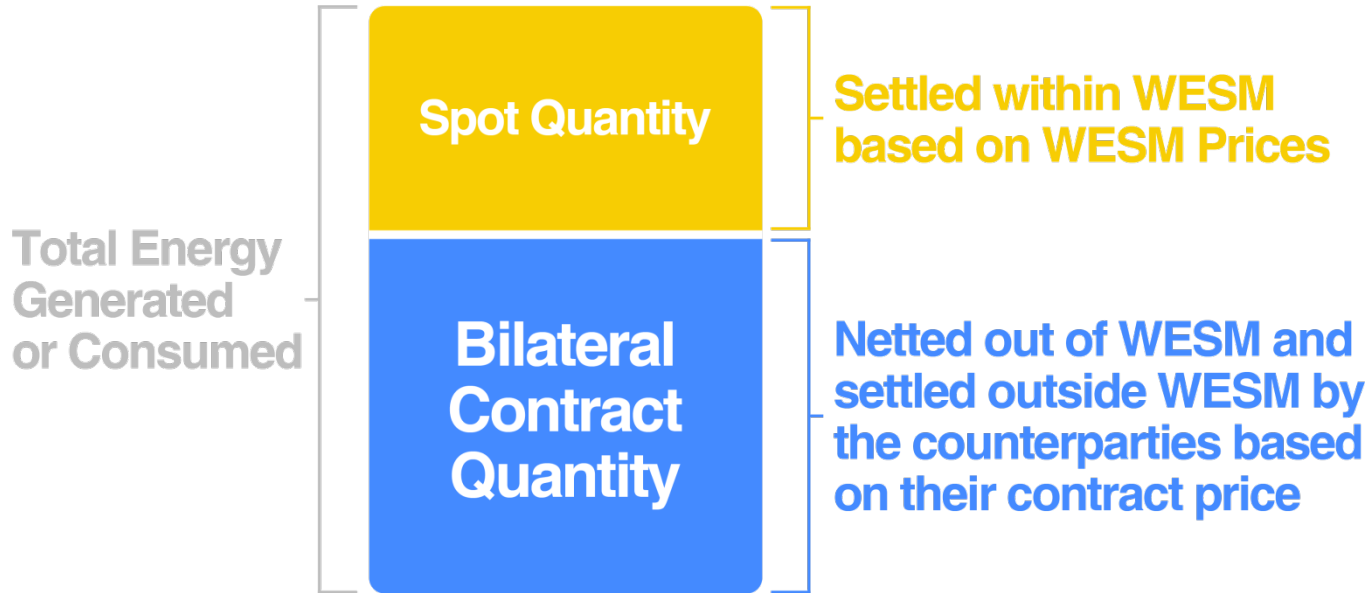 Total Energy
Generated
or Consumed
Spot Quantity
Settled within WESM
based on WESM Prices
Bilateral
Contract
Quantity
Netted out of WESM and
settled outside WESM by
the counterparties based
on their contract price